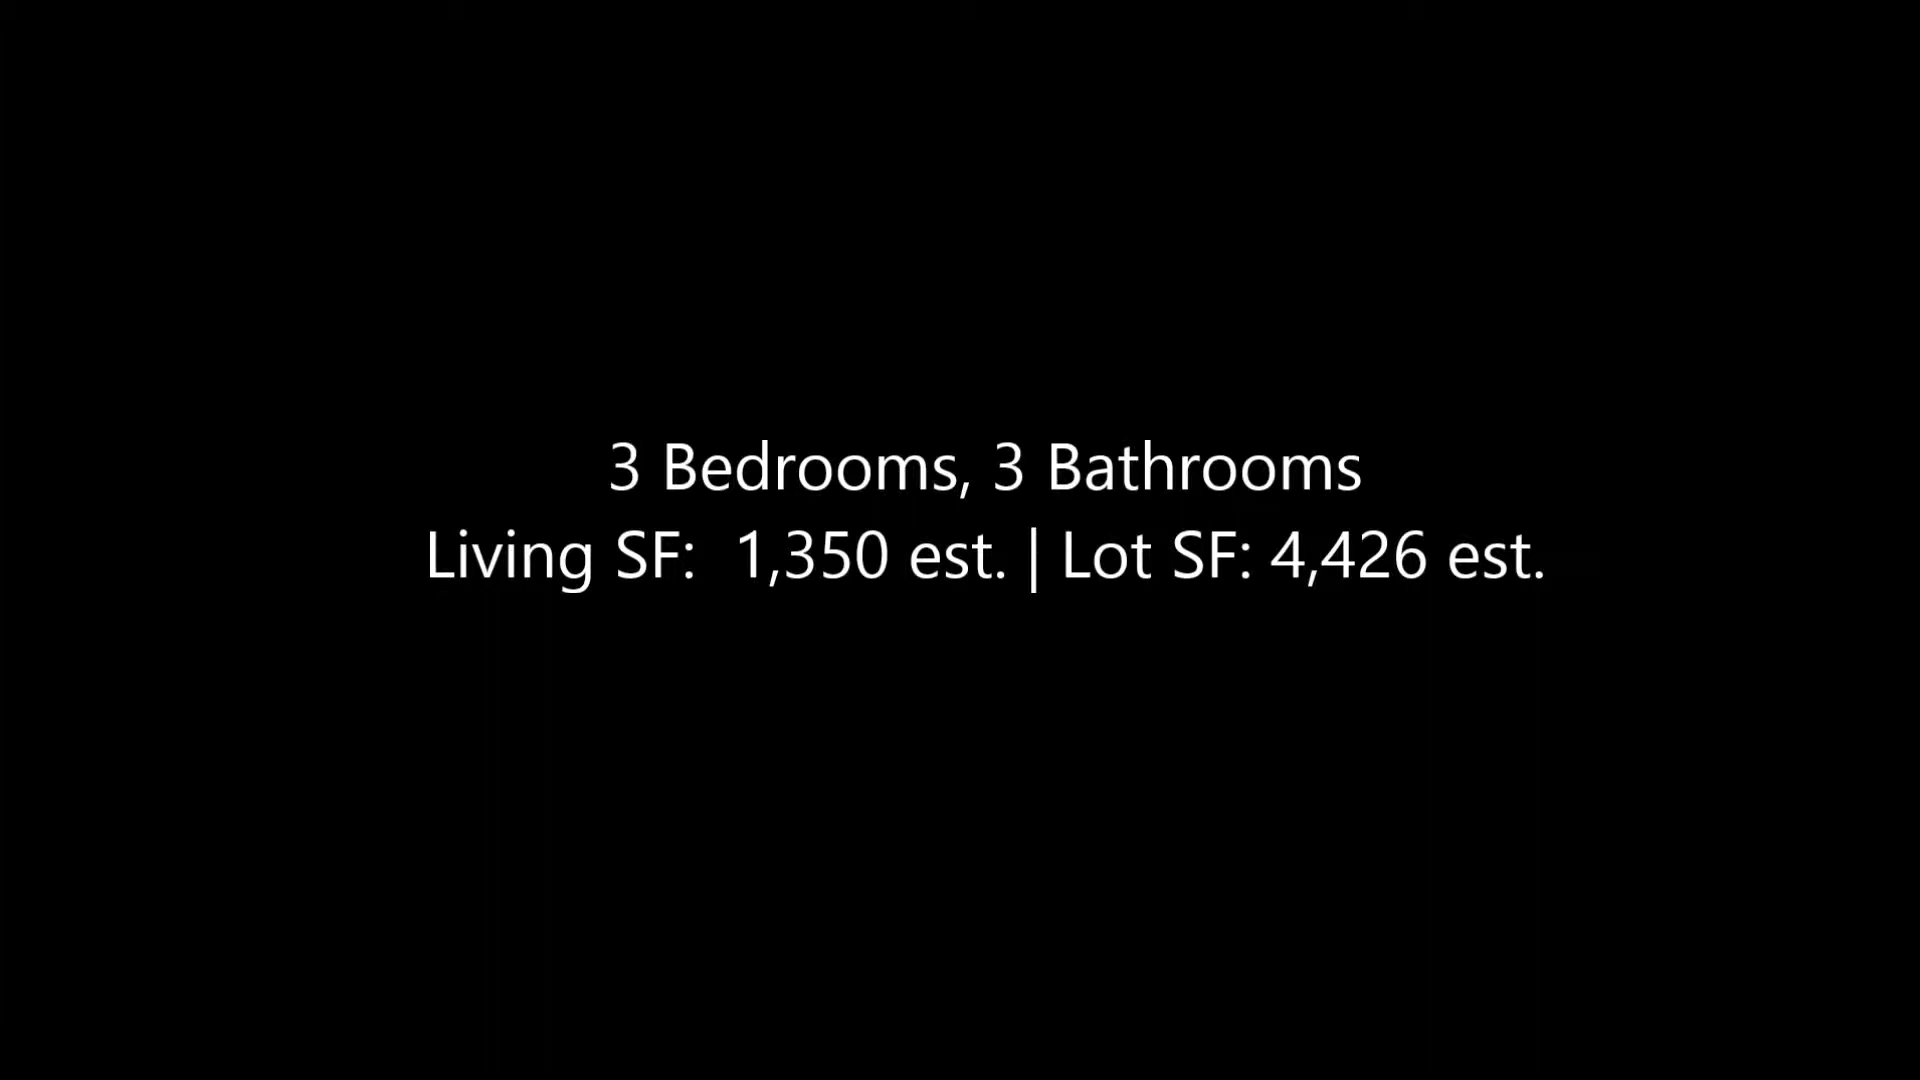 3 Bedrooms, 3 Bathrooms
Living SF:  1,350 est. | Lot SF: 4,426 est.